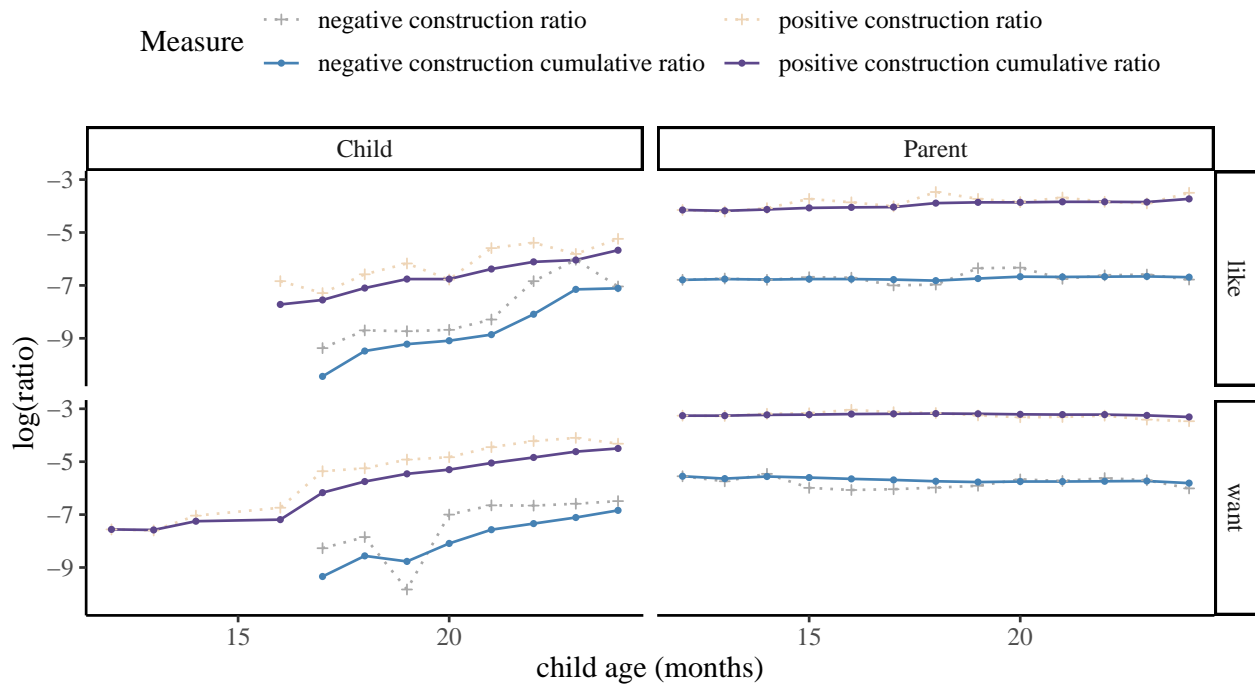 Measure
negative construction ratio
positive construction ratio
negative construction cumulative ratio
positive construction cumulative ratio
Child
Parent
−3
−5
−7
−9
like
−3
−5
−7
−9
want
log(ratio)
15
20
15
20
child age (months)